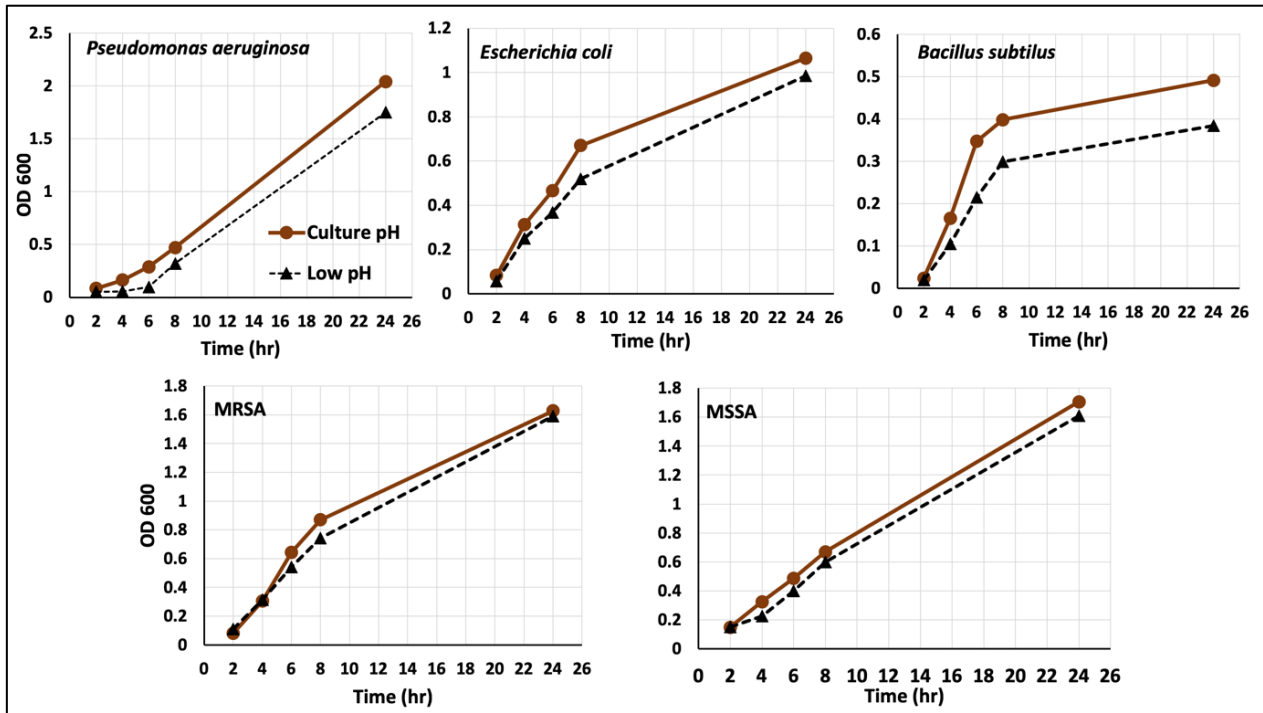 Pseudomonas aeruginosa
2.5
2
1.5
1
0.5
0
OD 600
Culture pH
Low pH
0 2 4 6 8 10 12 14 16 18 20 22 24 26
Time (hr)
Escherichia coli
1.2
1
0.8
0.6
0.4
0.2
0
0 2 4 6 8 10 12 14 16 18 20 22 24 26
Time (hr)
Bacillus subtilus
0.6
0.5
0.4
0.3
0.2
0.1
0
0 2 4 6 8 10 12 14 16 18 20 22 24 26
Time (hr)
MRSA
1.8
1.6
1.4
1.2
1
0.8
0.6
0.4
0.2
0
OD 600
0 2 4 6 8 10 12 14 16 18 20 22 24 26
Time (hr)
MSSA
1.8
1.6
1.4
1.2
1
0.8
0.6
0.4
0.2
0
0 2 4 6 8 10 12 14 16 18 20 22 24 26
Time (hr)